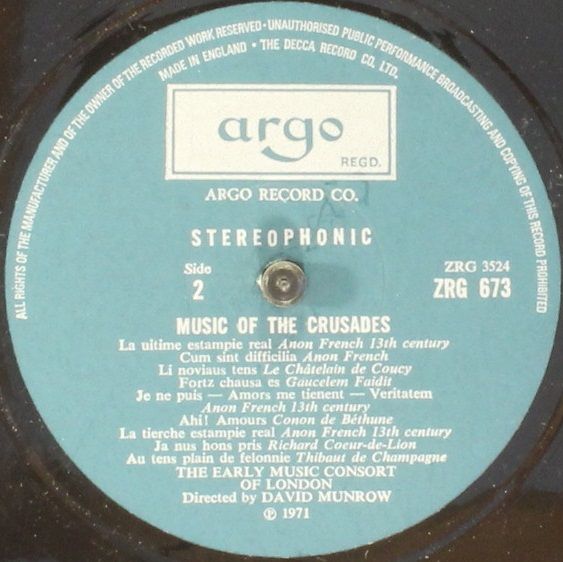 ALL RIGHTS OF THE MANUFACTURER AND OF THE OWNER OF THE RECORDED WORK RESERVED · UNAUTHORISED PUBLIC PERFORMANCE BROADCASTING AND COPYING OF THIS RECORD PROHIBITED
MADE IN ENGLAND · THE DECCA RECORD CO. LTD.
argo
REGD.
ARGO RECORD CO.
STEREOPHONIC
Side
2
ZRG 3524
ZRG 673
MUSIC OF THE CRUSADES
La ultime estampie real Anon French 13th century
Cum sint difficilia Anon French
Li noviaus tens Le Châtelain de Coucy
Fortz chausa es Gaucelem Faidit
Je ne puis — Amors me tienent — Veritatem
Anon French 13th century
Ahi! Amours Conon de Béthune
La tierche estampie real Anon French 13th century
Ja nus hons pris Richard Coeur-de-Lion
Au tens plain de felonnie Thibaut de Champagne
THE EARLY MUSIC CONSORT
OF LONDON
Directed by DAVID MUNROW
℗ 1971